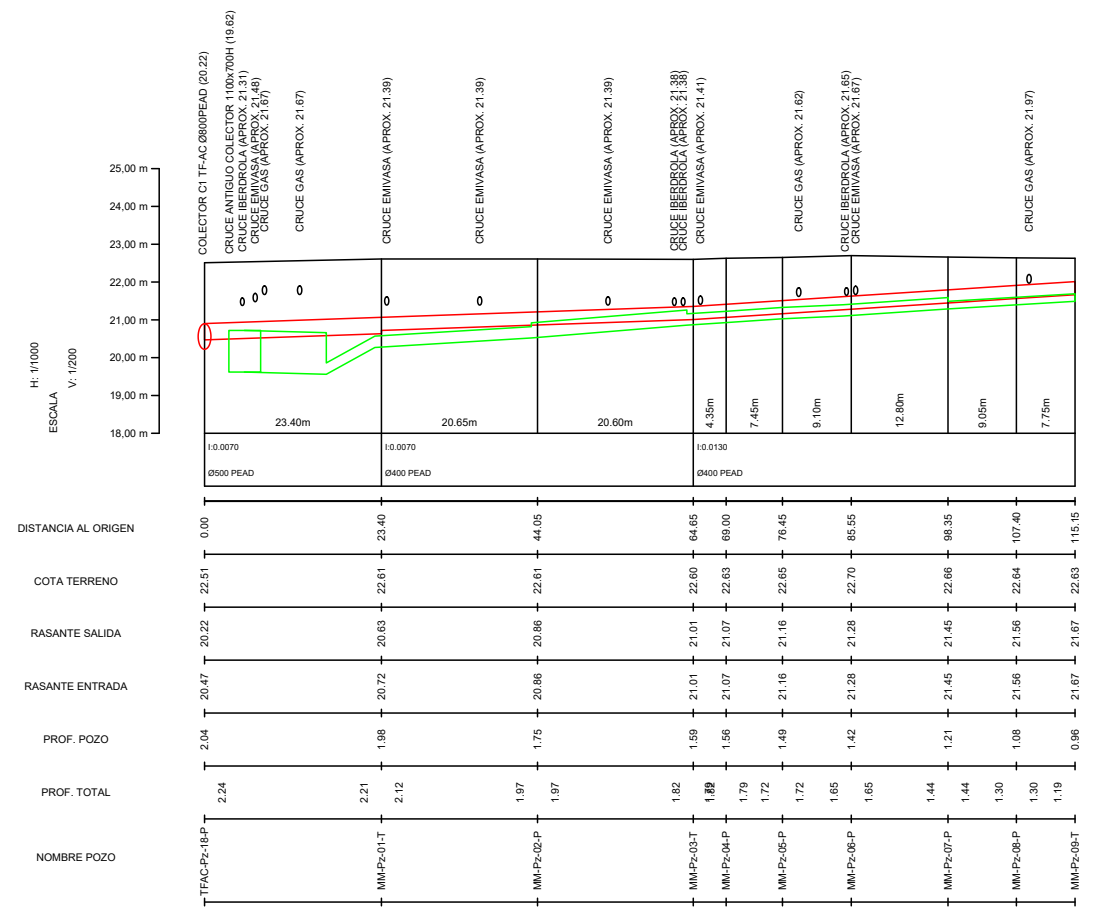 COLECTOR C1 TF-AC Ø800PEAD (20.22)
CRUCE ANTIGUO COLECTOR 1100x700H (19.62)
CRUCE IBERDROLA (APROX. 21.31)
CRUCE EMIVASA (APROX. 21.48)
CRUCE GAS (APROX. 21.67)
CRUCE GAS (APROX. 21.67)
CRUCE EMIVASA (APROX. 21.39)
CRUCE EMIVASA (APROX. 21.39)
CRUCE EMIVASA (APROX. 21.39)
CRUCE IBERDROLA (APROX. 21.38)
CRUCE IBERDROLA (APROX. 21.38)
CRUCE EMIVASA (APROX. 21.41)
CRUCE GAS (APROX. 21.62)
CRUCE IBERDROLA (APROX. 21.65)
CRUCE EMIVASA (APROX. 21.67)
CRUCE GAS (APROX. 21.97)
25,00 m
24,00 m
23,00 m
22,00 m
21,00 m
20,00 m
19,00 m
18,00 m
H: 1/1000
ESCALA
V: 1/200
23.40m
20.65m
20.60m
4.35m
7.45m
9.10m
12.80m
9.05m
7.75m
I:0.0070
I:0.0070
I:0.0130
Ø500 PEAD
Ø400 PEAD
Ø400 PEAD
DISTANCIA AL ORIGEN
0.00
23.40
44.05
64.65
69.00
76.45
85.55
98.35
107.40
115.15
COTA TERRENO
22.51
22.61
22.61
22.60
22.63
22.65
22.70
22.66
22.64
22.63
RASANTE SALIDA
20.22
20.63
20.86
21.01
21.07
21.16
21.28
21.45
21.56
21.67
RASANTE ENTRADA
20.47
20.72
20.86
21.01
21.07
21.16
21.28
21.45
21.56
21.67
PROF. POZO
2.04
1.98
1.75
1.59
1.56
1.49
1.42
1.21
1.08
0.96
PROF. TOTAL
2.24
2.21
2.12
1.97
1.97
1.82
1.79
1.72
1.72
1.65
1.65
1.44
1.44
1.30
1.30
1.19
NOMBRE POZO
TFAC-Pz-18-P
MM-Pz-01-T
MM-Pz-02-P
MM-Pz-03-T
MM-Pz-04-P
MM-Pz-05-P
MM-Pz-06-P
MM-Pz-07-P
MM-Pz-08-P
MM-Pz-09-T